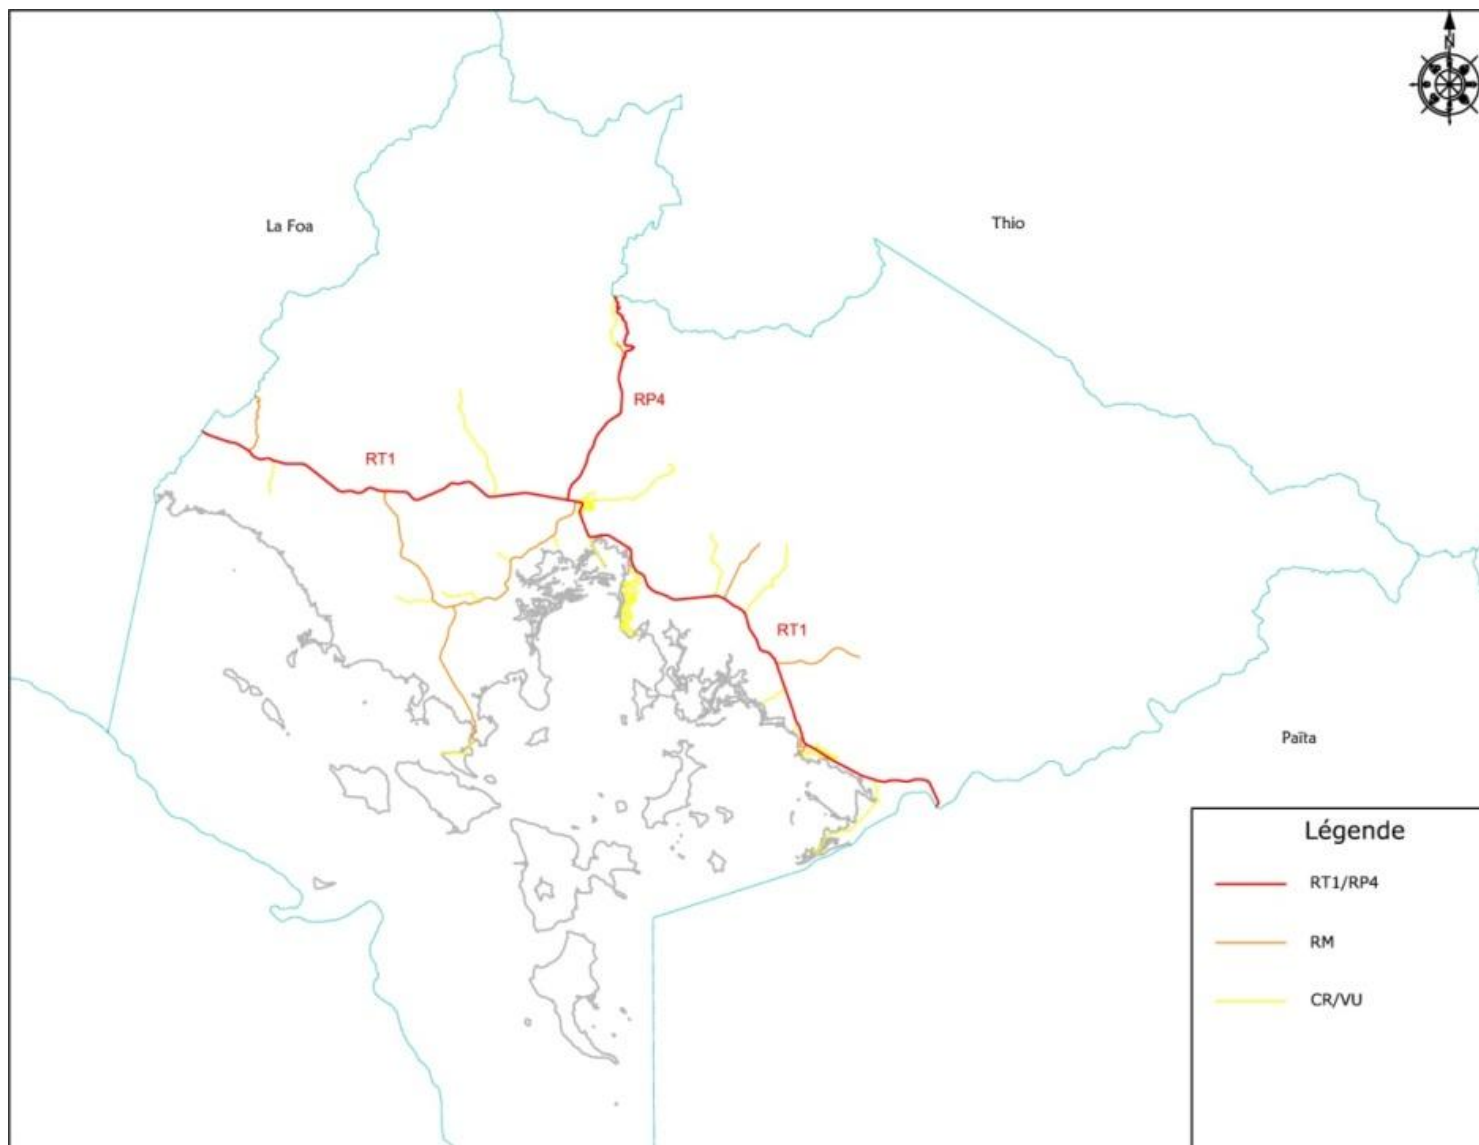 N
La Foa
Thio
RP4
RT1
RT1
Païta
Légende
RT1/RP4
RM
CR/VU